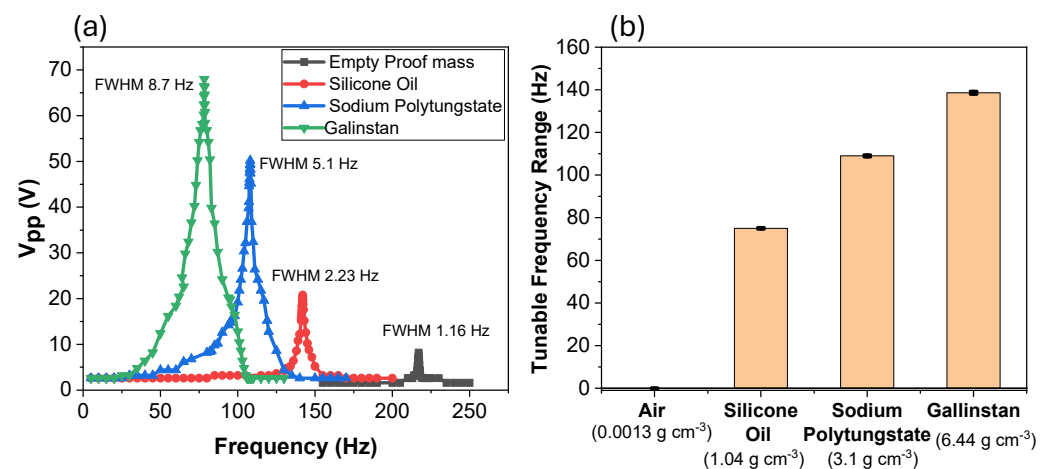 (a)
Vpp (V)
70
60
50
40
30
20
10
0
0
50
100
150
200
250
Frequency (Hz)
Empty Proof mass
Silicone Oil
Sodium Polytungstate
Galinstan
FWHM 8.7 Hz
FWHM 5.1 Hz
FWHM 2.23 Hz
FWHM 1.16 Hz
(b)
Tunable Frequency Range (Hz)
160
140
120
100
80
60
40
20
0
Air
(0.0013 g cm⁻³)
Silicone
Oil
(1.04 g cm⁻³)
Sodium
Polytungstate
(3.1 g cm⁻³)
Gallinstan
(6.44 g cm⁻³)